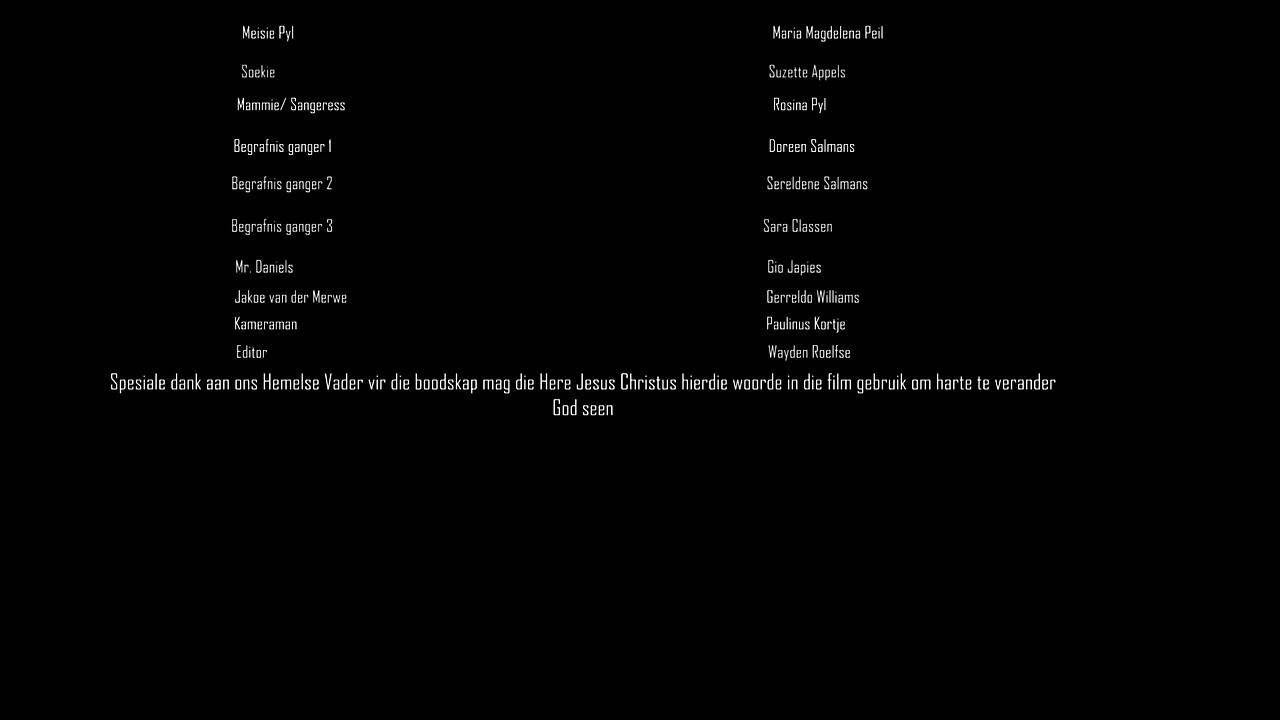 Meisie Pyl Maria Magdelena Peil
Soekie Suzette Appels
Mammie/ Sangeress Rosina Pyl
Begrafnis ganger 1 Doreen Salmans
Begrafnis ganger 2 Sereldene Salmans
Begrafnis ganger 3 Sara Classen
Mr. Daniels Gio Japies
Jakoe van der Merwe Gerreldo Williams
Kameraman Paulinus Kortje
Editor Wayden Roelfse
Spesiale dank aan ons Hemelse Vader vir die boodskap mag die Here Jesus Christus hierdie woorde in die film gebruik om harte te verander
God seen